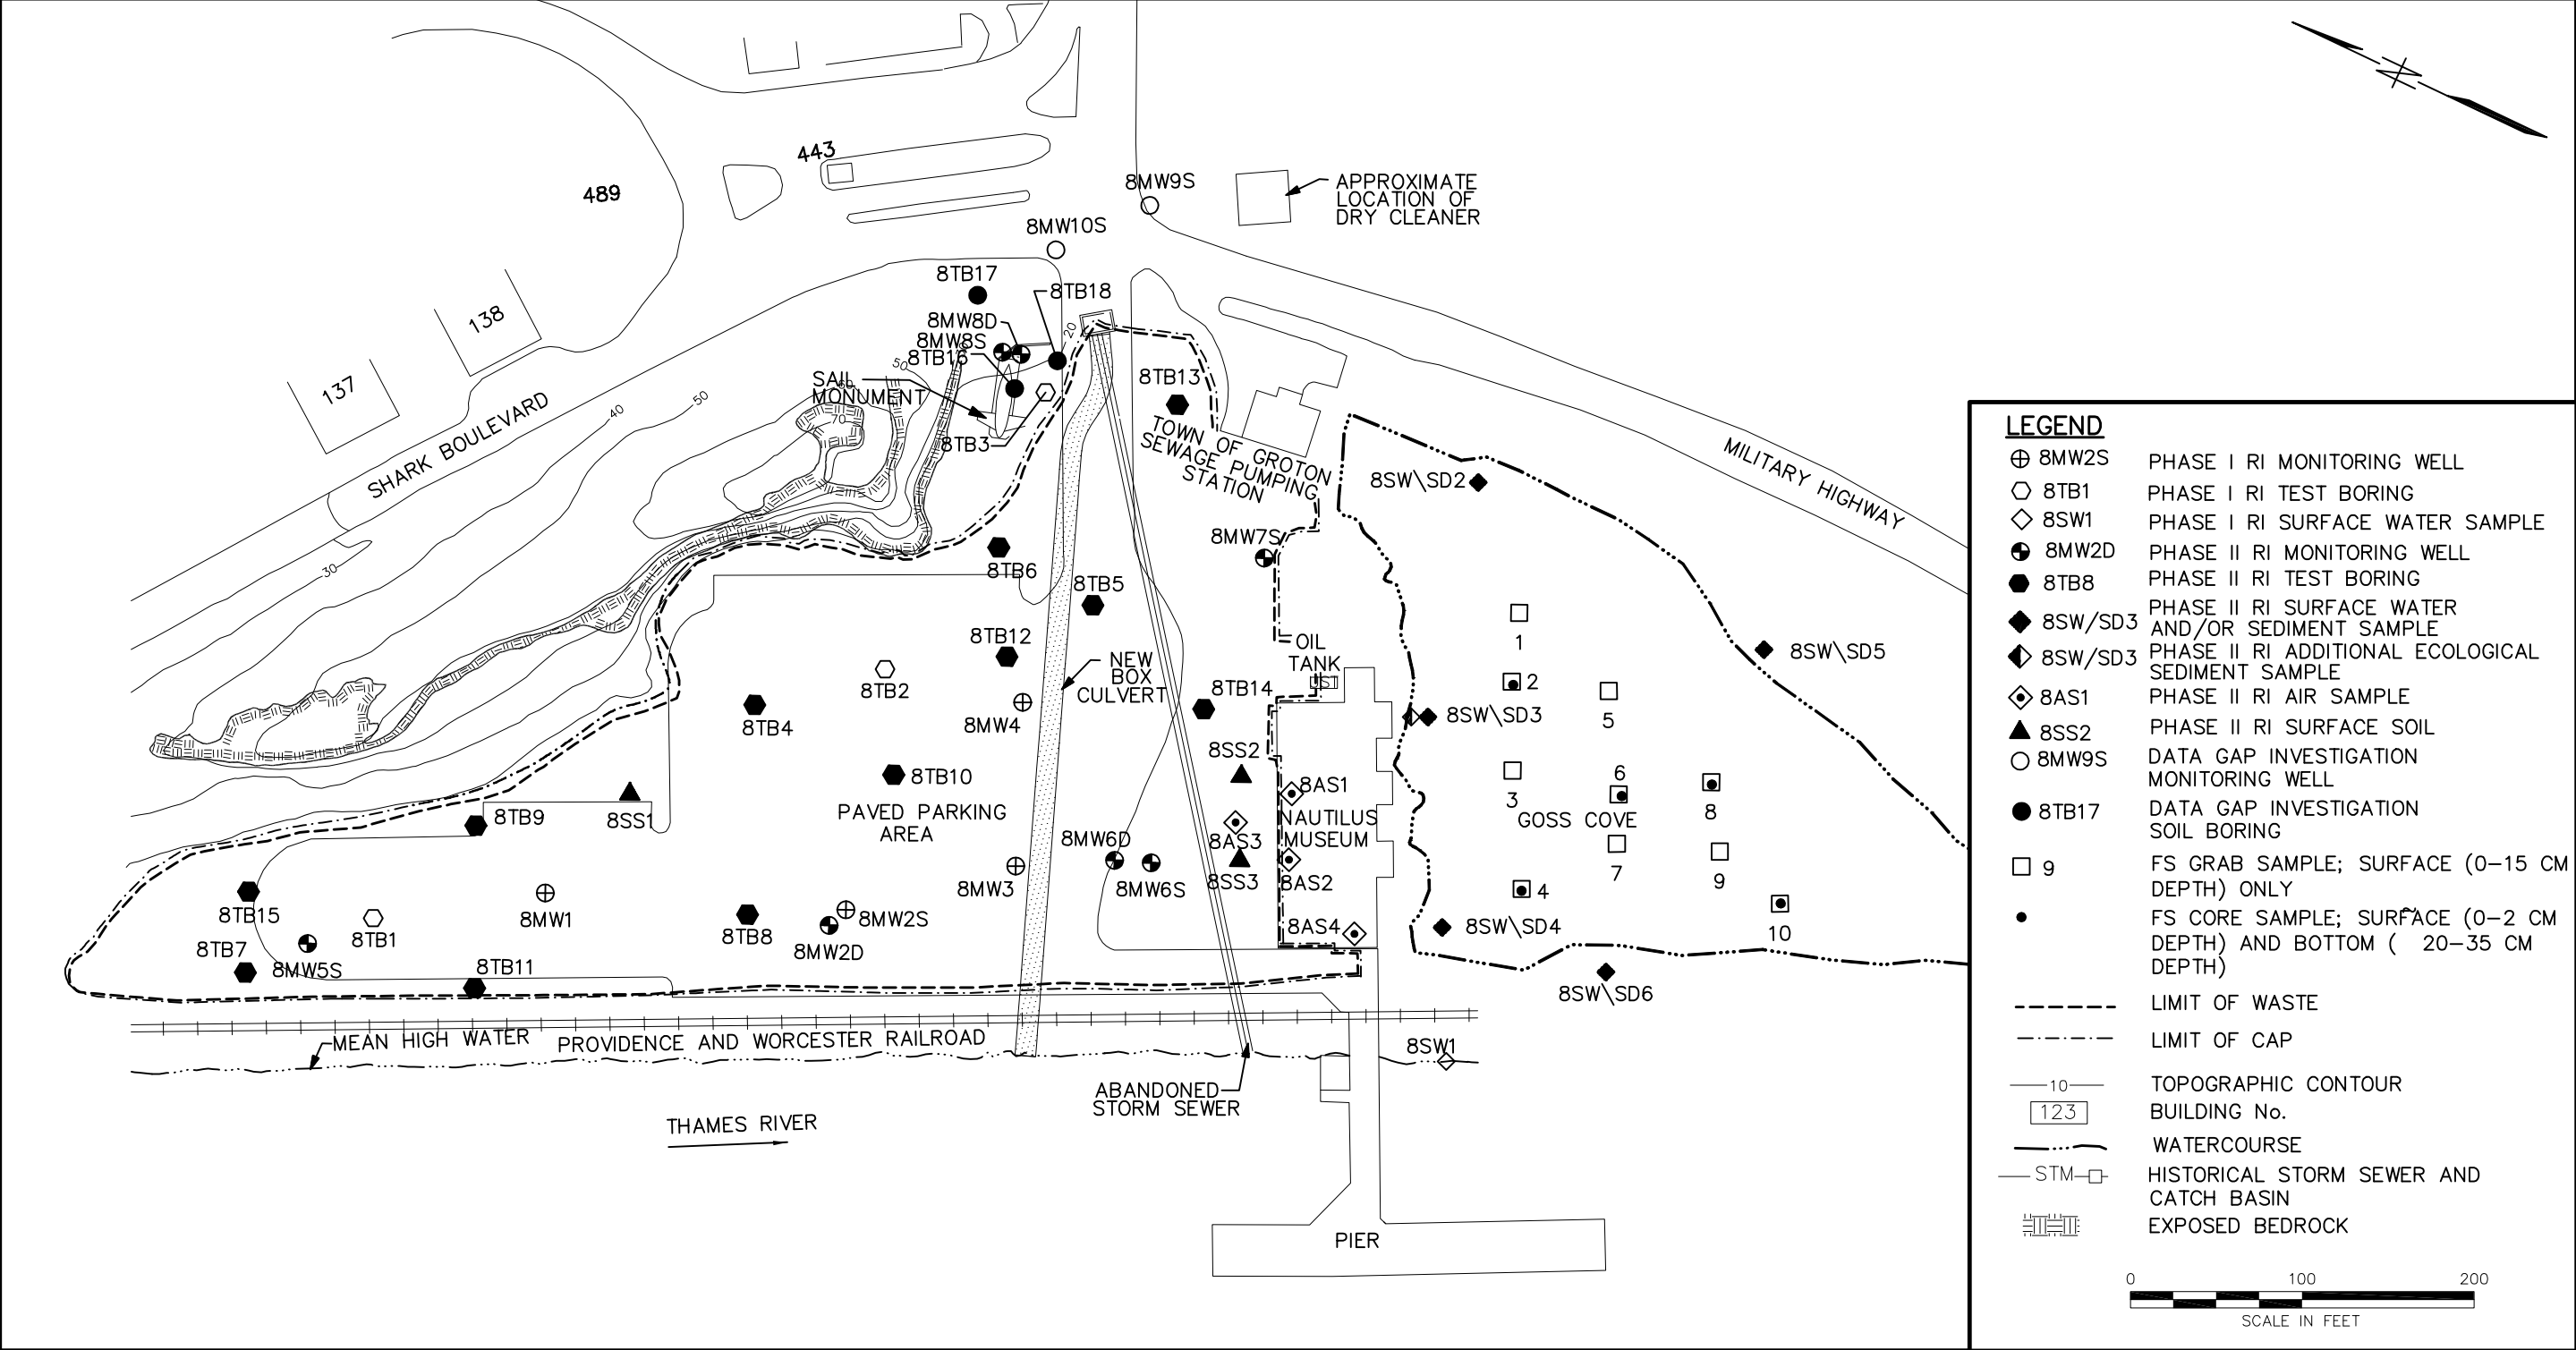 443
489
8MW9S
APPROXIMATE
LOCATION OF
DRY CLEANER
8MW10S
8TB17
8TB18
20
138
8MW8D
8MW8S
8TB16
50
SAIL
MONUMENT
60
70
8TB3
137
40
50
SHARK BOULEVARD
30
8TB13
TOWN OF GROTON
SEWAGE PUMPING
STATION
MILITARY HIGHWAY
8SW\SD2
8MW7S
8TB6
8TB5
8TB12
8TB2
8TB4
8MW4
NEW
BOX
CULVERT
OIL
TANK
8TB14
1
2
5
8SW\SD5
8SW\SD3
8SS2
8TB10
8AS1
3
6
8
GOSS COVE
PAVED PARKING
AREA
NAUTILUS
MUSEUM
8TB9
8SS1
8AS3
8MW6D
8MW6S
8SS3
8AS2
7
9
4
8MW3
8MW1
8MW2S
8MW2D
8TB8
8TB15
8TB1
8TB7
8MW5S
8TB11
8AS4
8SW\SD4
10
8SW\SD6
MEAN HIGH WATER
PROVIDENCE AND WORCESTER RAILROAD
8SW1
ABANDONED
STORM SEWER
THAMES RIVER
PIER
LEGEND
8MW2S PHASE I RI MONITORING WELL
8TB1 PHASE I RI TEST BORING
8SW1 PHASE I RI SURFACE WATER SAMPLE
8MW2D PHASE II RI MONITORING WELL
8TB8 PHASE II RI TEST BORING
8SW/SD3 PHASE II RI SURFACE WATER
AND/OR SEDIMENT SAMPLE
8SW/SD3 PHASE II RI ADDITIONAL ECOLOGICAL
SEDIMENT SAMPLE
8AS1 PHASE II RI AIR SAMPLE
8SS2 PHASE II RI SURFACE SOIL
8MW9S DATA GAP INVESTIGATION
MONITORING WELL
8TB17 DATA GAP INVESTIGATION
SOIL BORING
9 FS GRAB SAMPLE; SURFACE (0-15 CM
DEPTH) ONLY
FS CORE SAMPLE; SURFACE (0-2 CM
DEPTH) AND BOTTOM (~ 20-35 CM
DEPTH)
LIMIT OF WASTE
LIMIT OF CAP
10 TOPOGRAPHIC CONTOUR
123 BUILDING No.
WATERCOURSE
STM HISTORICAL STORM SEWER AND
CATCH BASIN
EXPOSED BEDROCK
0 100 200
SCALE IN FEET